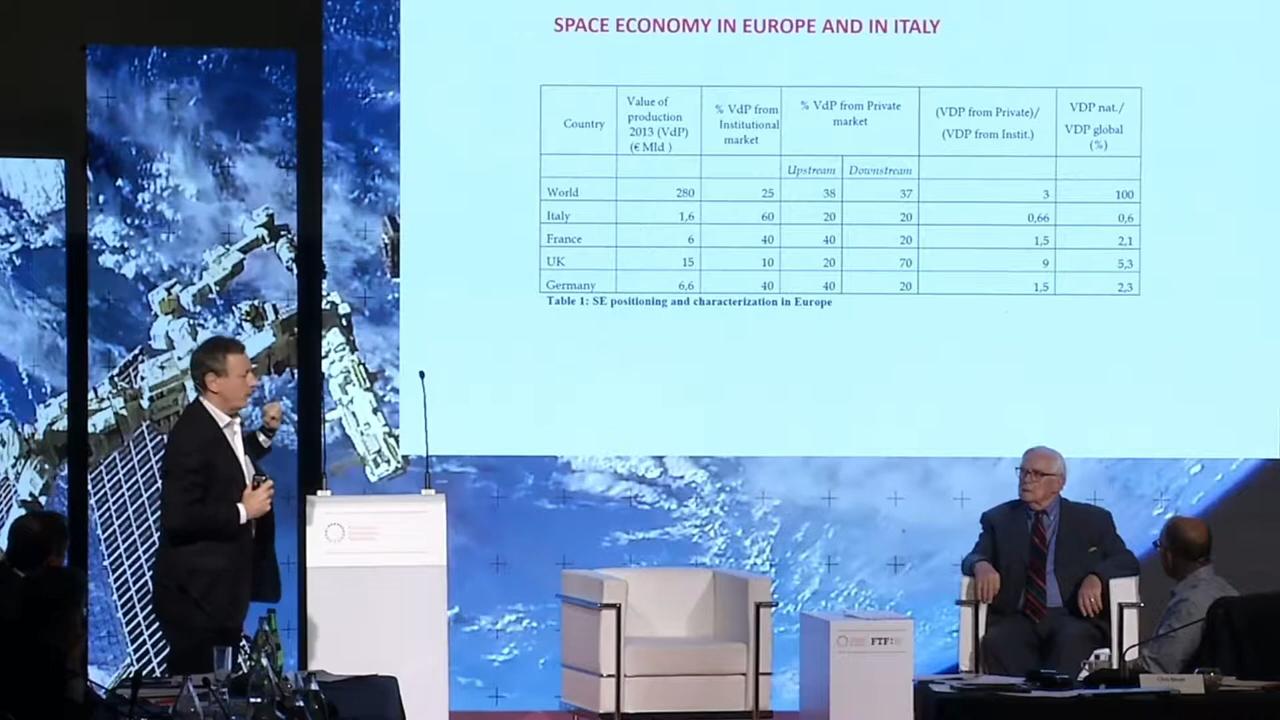 SPACE ECONOMY IN EUROPE AND IN ITALY
Country
Value of
production
2013 (VdP)
(€ Mld )
% VdP from
Institutional
market
% VdP from Private
market
(VDP from Private)/
(VDP from Instit.)
VDP nat./
VDP global
(%)
Upstream Downstream
World 280 25 38 37 3 100
Italy 1,6 60 20 20 0,66 0,6
France 6 40 40 20 1,5 2,1
UK 15 10 20 70 9 5,3
Germany 6,6 40 40 20 1,5 2,3
Table 1: SE positioning and characterization in Europe
FTF: